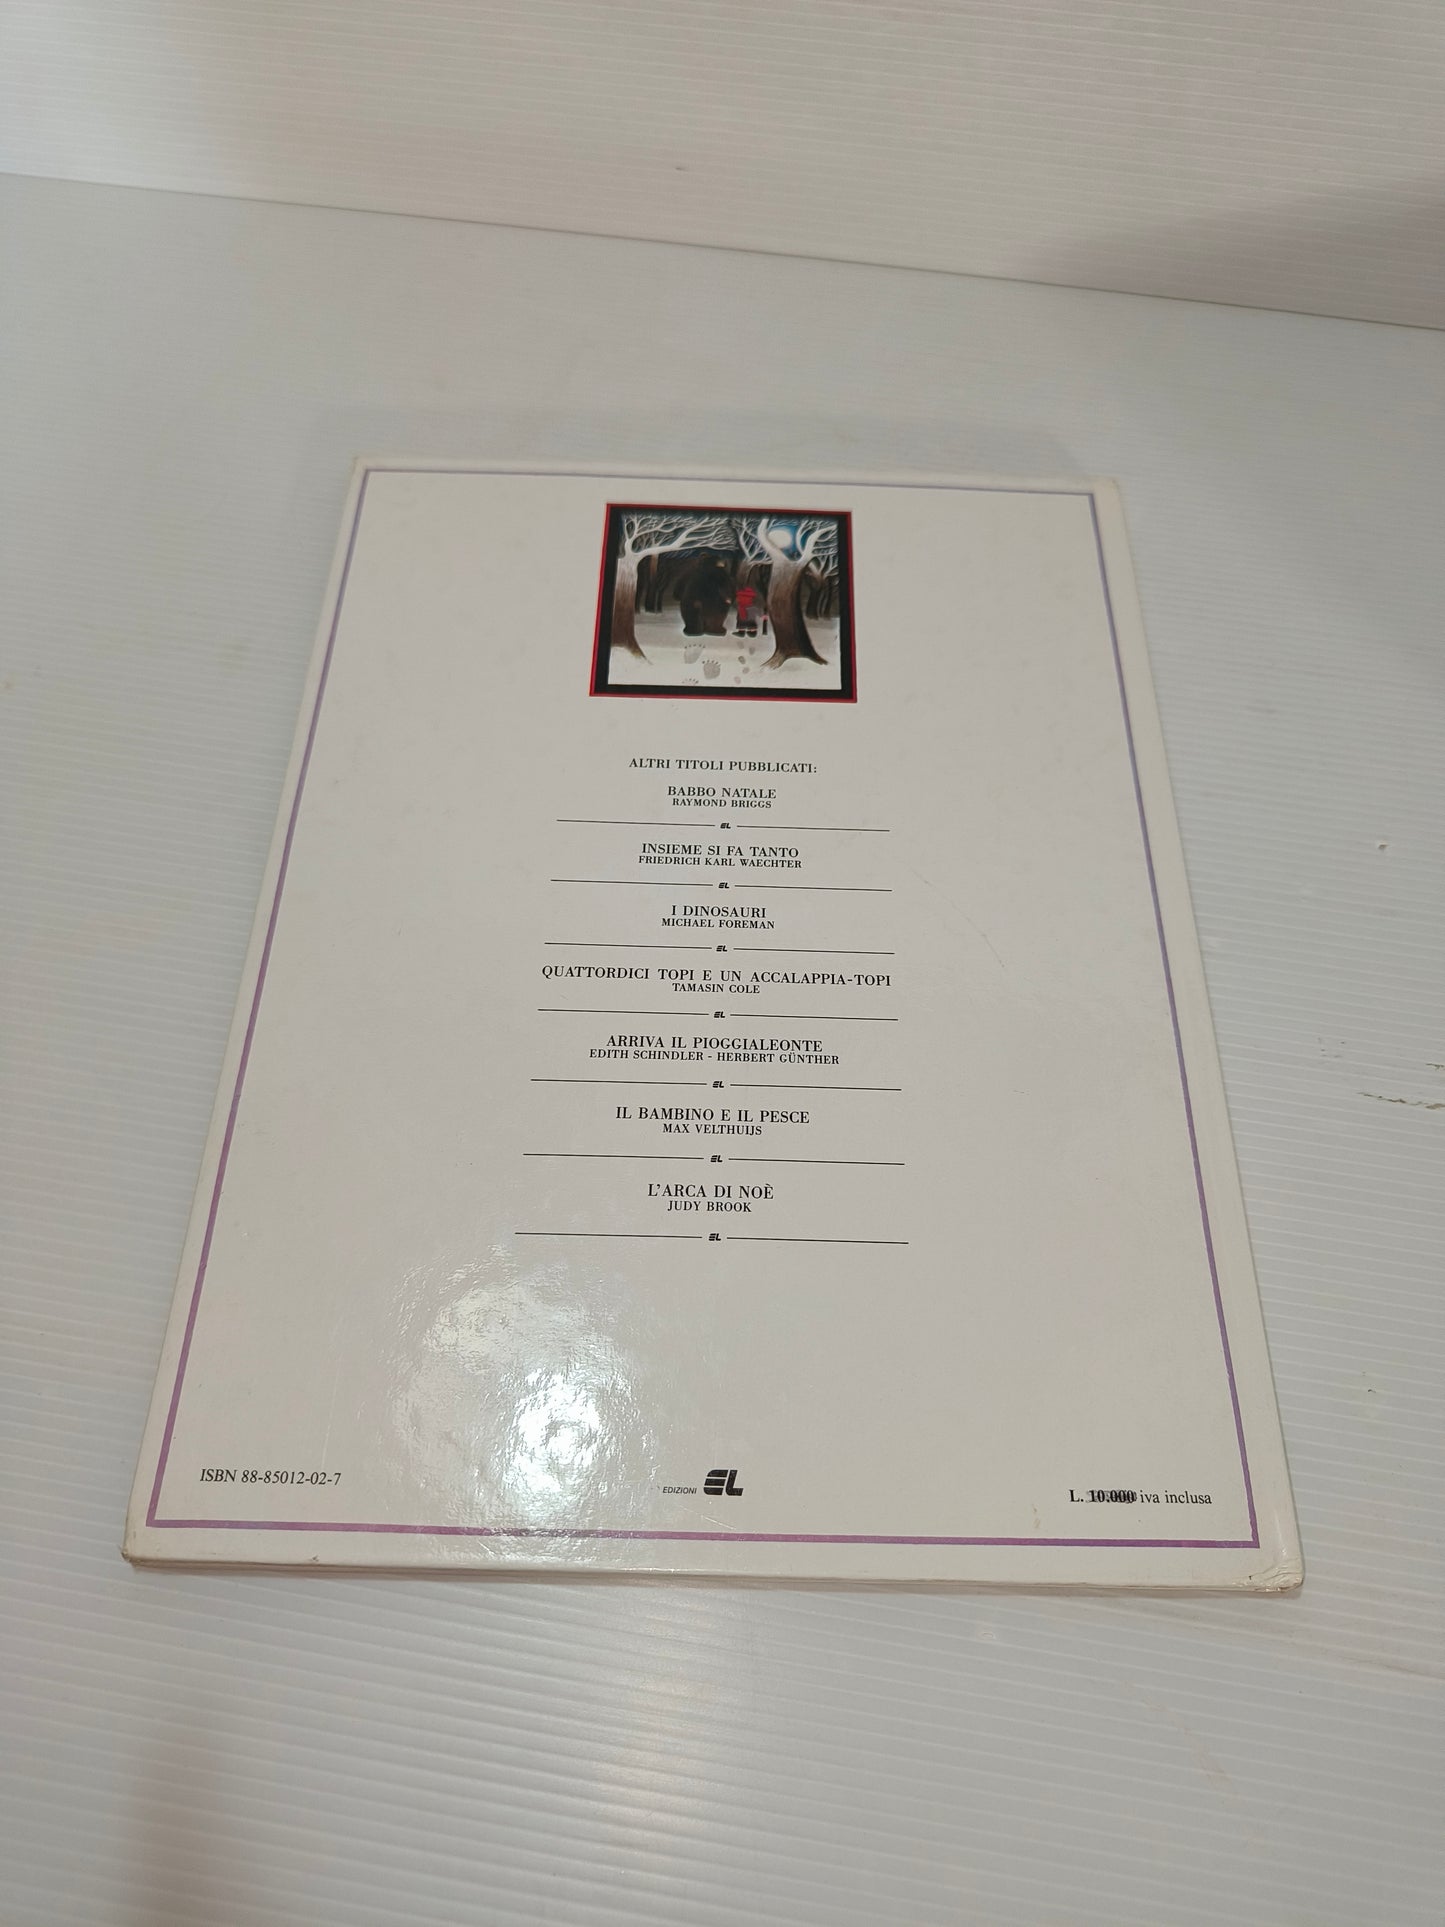 ALTRI TITOLI PUBBLICATI:
BABBO NATALE
RAYMOND BRIGGS
EL
INSIEME SI FA TANTO
FRIEDRICH KARL WAECHTER
EL
I DINOSAURI
MICHAEL FOREMAN
EL
QUATTORDICI TOPI E UN ACCALAPPIA-TOPI
TAMASIN COLE
EL
ARRIVA IL PIOGGIALEONTE
EDITH SCHINDLER - HERBERT GÜNTHER
EL
IL BAMBINO E IL PESCE
MAX VELTHUIJS
EL
L'ARCA DI NOÈ
JUDY BROOK
EL
ISBN 88-85012-02-7
EDIZIONI EL
L. 10.000 iva inclusa